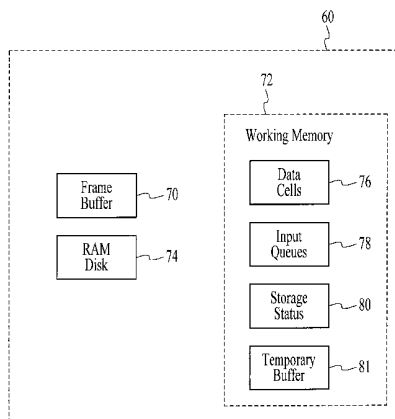 60
72
Working Memory
Data
Cells
76
Frame
Buffer
70
Input
Queues
78
RAM
Disk
74
Storage
Status
80
Temporary
Buffer
81